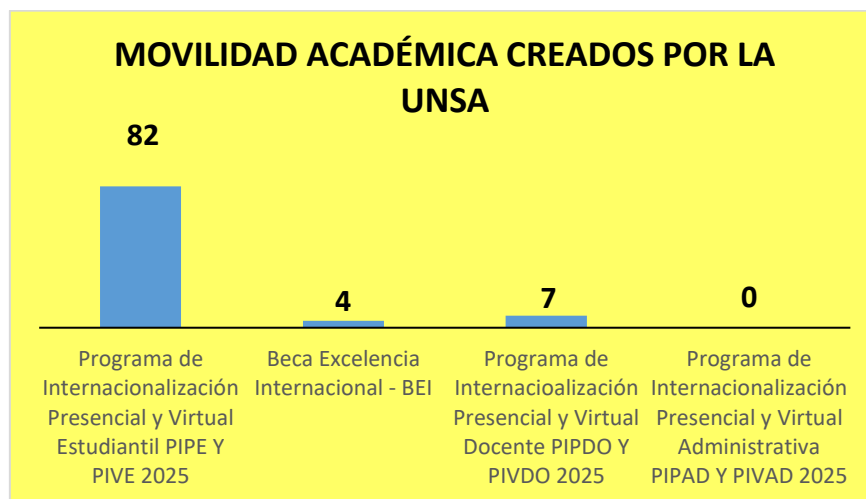 MOVILIDAD ACADÉMICA CREADOS POR LA
UNSA
82
4
7
0
Programa de
Internacionalización
Presencial y Virtual
Estudiantil PIPE Y
PIVE 2025
Beca Excelencia
Internacional - BEI
Programa de
Internacioalización
Presencial y Virtual
Docente PIPDO Y
PIVDO 2025
Programa de
Internacionalización
Presencial y Virtual
Administrativa
PIPAD Y PIVAD 2025